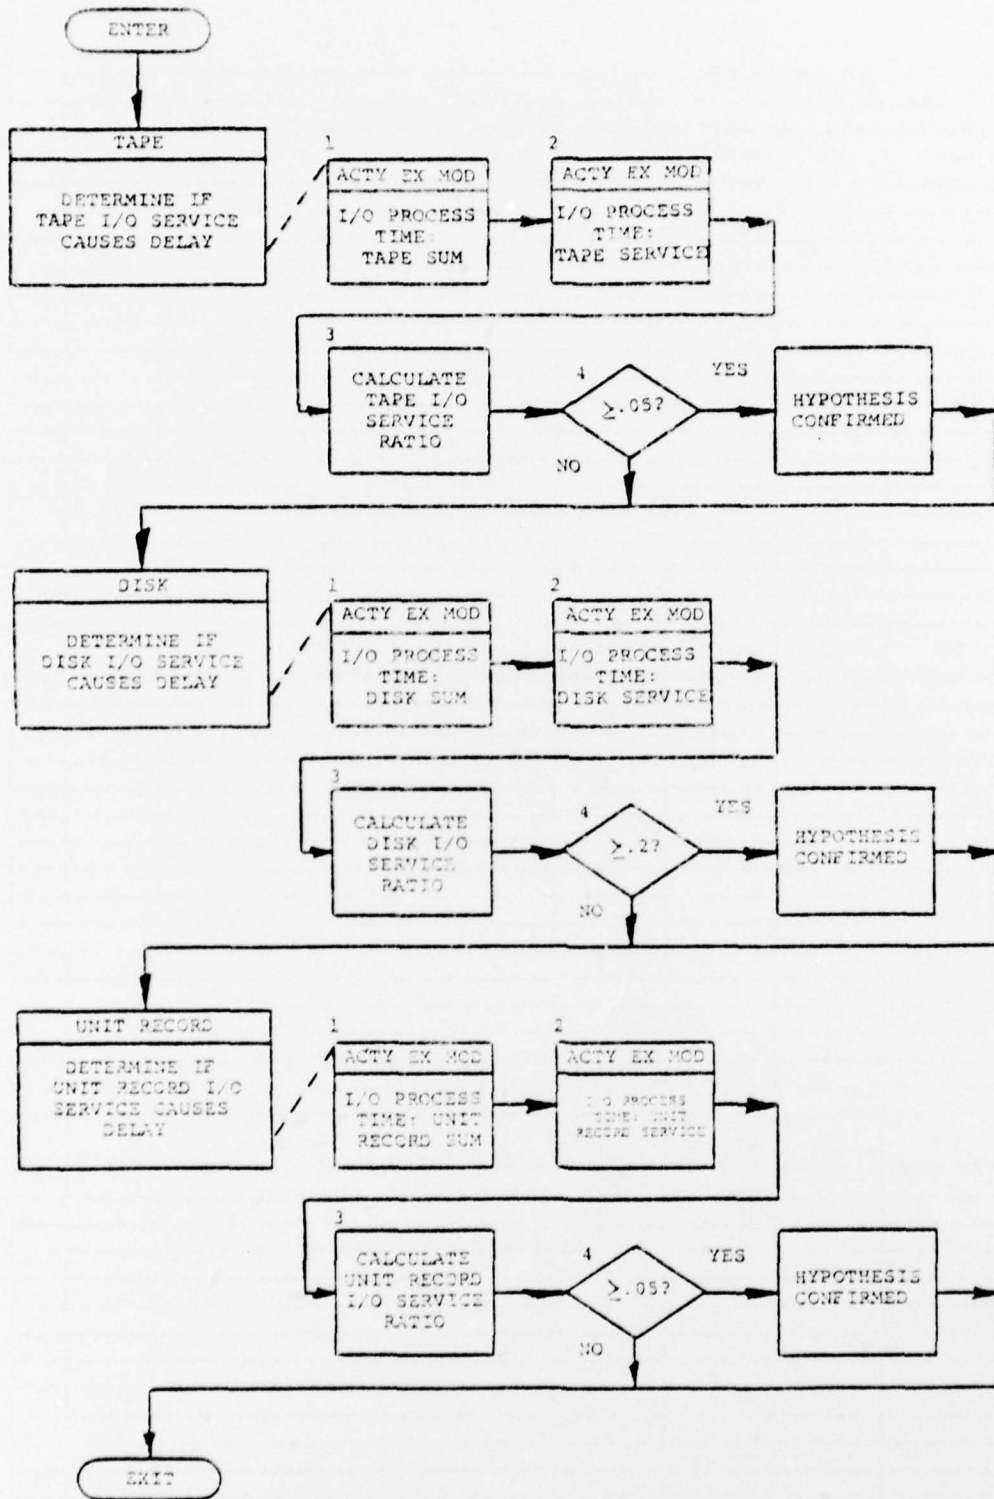 ENTER
TAPE
DETERMINE IF
TAPE I/O SERVICE
CAUSES DELAY
1
ACTY EX MOD
I/O PROCESS
TIME:
TAPE SUM
2
ACTY EX MOD
I/O PROCESS
TIME:
TAPE SERVICE
3
CALCULATE
TAPE I/O
SERVICE
RATIO
4
≥.05?
YES
NO
HYPOTHESIS
CONFIRMED
DISK
DETERMINE IF
DISK I/O SERVICE
CAUSES DELAY
1
ACTY EX MOD
I/O PROCESS
TIME:
DISK SUM
2
ACTY EX MOD
I/O PROCESS
TIME:
DISK SERVICE
3
CALCULATE
DISK I/O
SERVICE
RATIO
4
≥.2?
YES
NO
HYPOTHESIS
CONFIRMED
UNIT RECORD
DETERMINE IF
UNIT RECORD I/O
SERVICE CAUSES
DELAY
1
ACTY EX MOD
I/O PROCESS
TIME: UNIT
RECORD SUM
2
ACTY EX MOD
I/O PROCESS
TIME: UNIT
RECORD SERVICE
3
CALCULATE
UNIT RECORD
I/O SERVICE
RATIO
4
≥.05?
YES
NO
HYPOTHESIS
CONFIRMED
EXIT